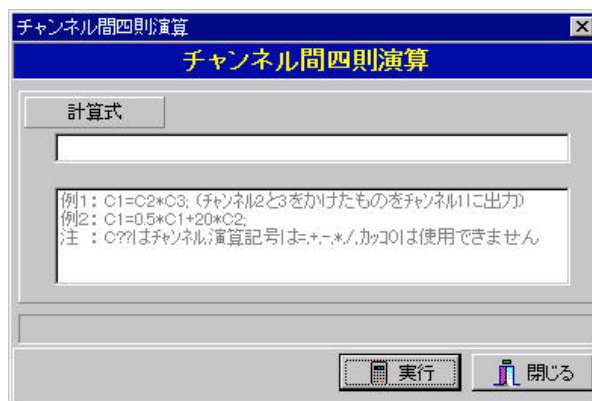 チャンネル間四則演算
チャンネル間四則演算
計算式
例1：C1=C2*C3;（チャンネル2と3をかけたものをチャンネル1に出力）
例2：C1=0.5*C1+20*C2;
注　：C??はチャンネル,演算記号は=,+,-,*,/,カッコ()は使用できません
実行
閉じる